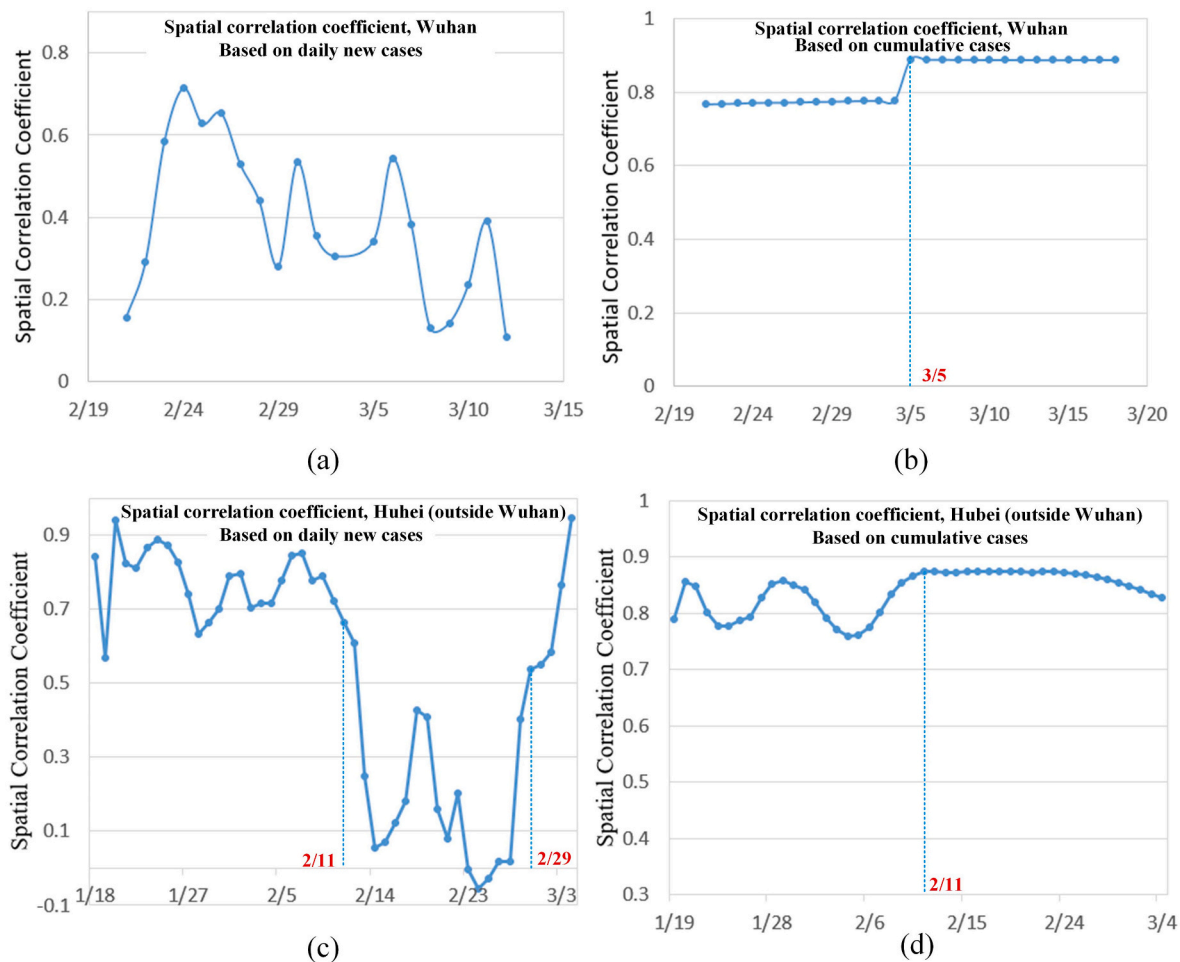 Spatial correlation coefficient, Wuhan
Based on daily new cases
Spatial Correlation Coefficient
0.8
0.6
0.4
0.2
0
2/19 2/24 2/29 3/5 3/10 3/15
(a)
Spatial correlation coefficient, Wuhan
Based on cumulative cases
Spatial Correlation Coefficient
1
0.8
0.6
0.4
0.2
0
3/5
2/19 2/24 2/29 3/5 3/10 3/15 3/20
(b)
Spatial correlation coefficient, Huhei (outside Wuhan)
Based on daily new cases
Spatial Correlation Coefficient
0.9
0.7
0.5
0.3
0.1
-0.1
2/11 2/29
1/18 1/27 2/5 2/14 2/23 3/3
(c)
Spatial correlation coefficient, Hubei (outside Wuhan)
Based on cumulative cases
Spatial Correlation Coefficient
1
0.9
0.8
0.7
0.6
0.5
0.4
0.3
2/11
1/19 1/28 2/6 2/15 2/24 3/4
(d)